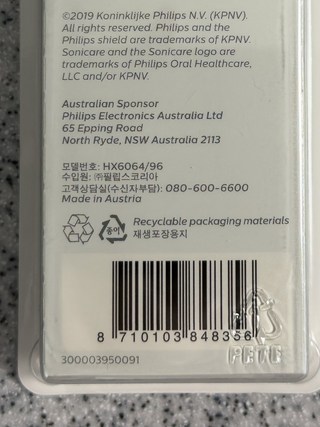 ©2019 Koninklijke Philips N.V. (KPNV).
All rights reserved. Philips and the
Philips shield are trademarks of KPNV.
Sonicare and the Sonicare logo are
trademarks of Philips Oral Healthcare,
LLC and/or KPNV.
Australian Sponsor
Philips Electronics Australia Ltd
65 Epping Road
North Ryde, NSW Australia 2113
모델번호: HX6064/96
수입원: ㈜필립스코리아
고객상담실(수신자부담): 080-600-6600
Made in Austria
종이
Recyclable packaging materials
재생포장용지
8 710103 848356
300003950091
PETG